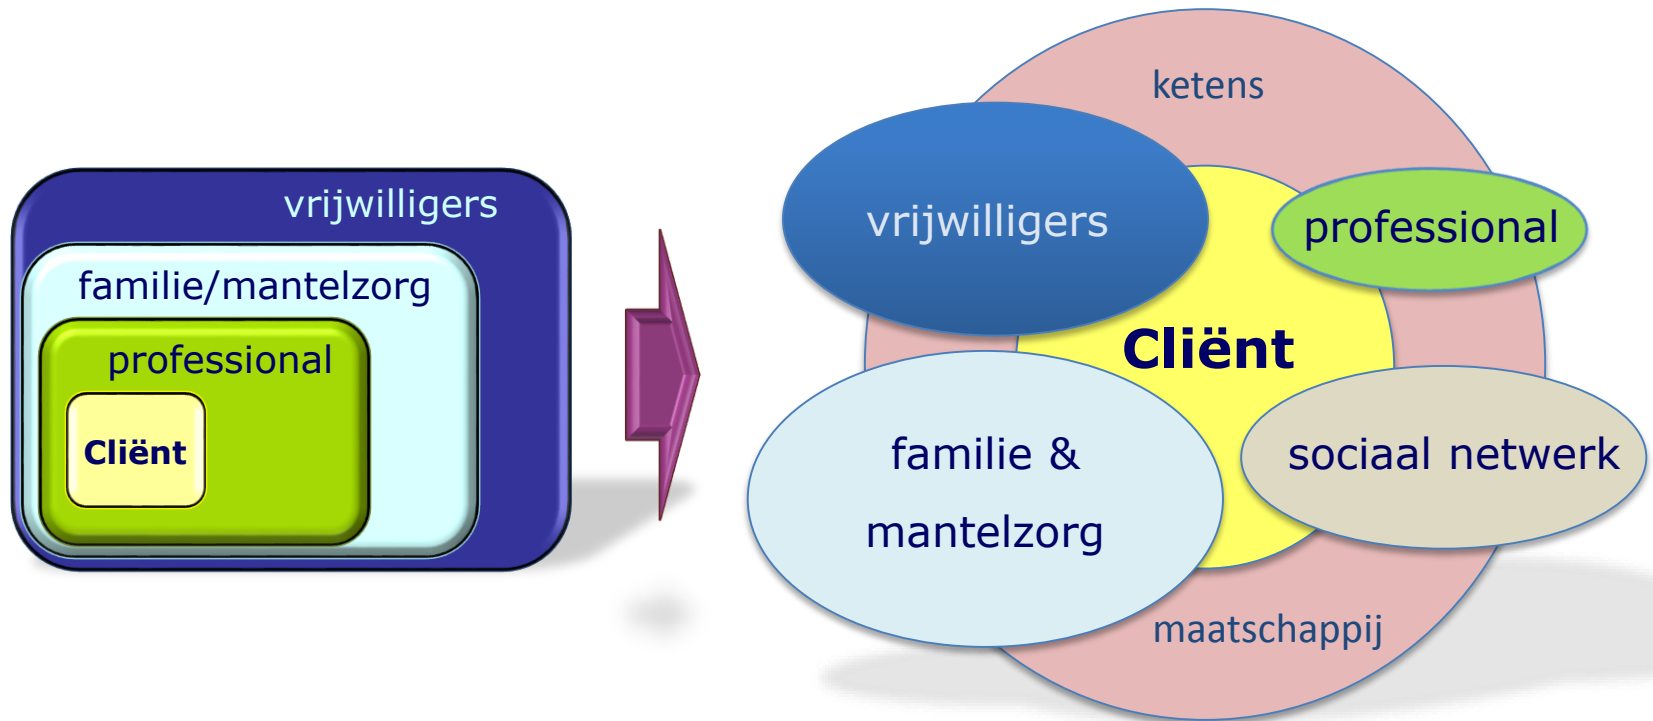 vrijwilligers
familie/mantelzorg
professional
Cliënt
ketens
vrijwilligers
professional
Cliënt
familie &
mantelzorg
sociaal netwerk
maatschappij